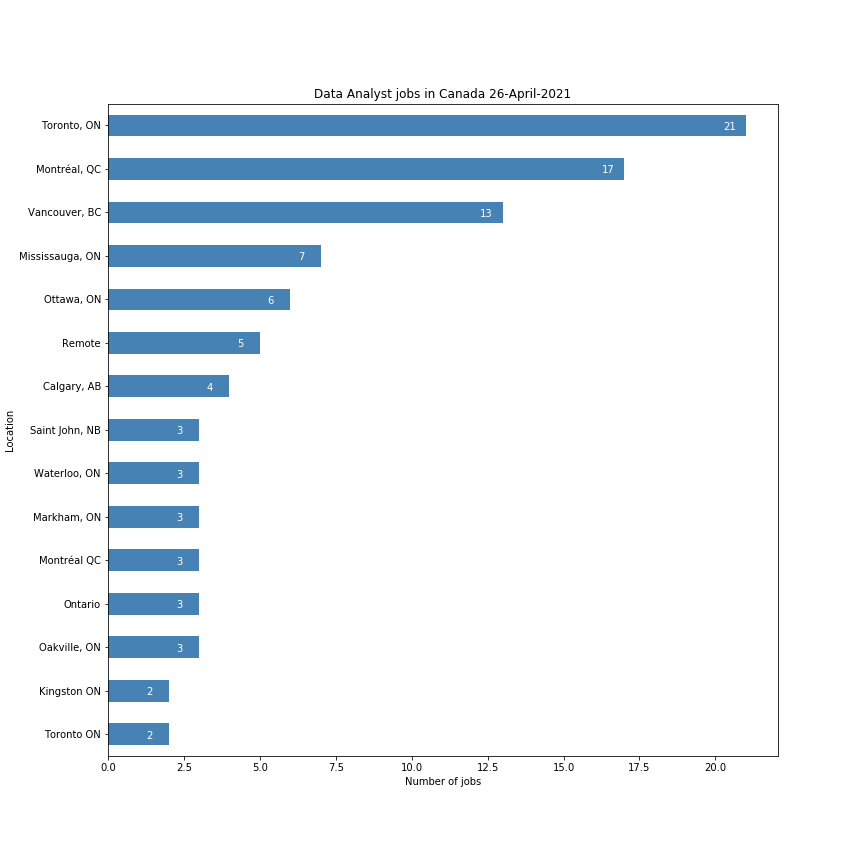 Data Analyst jobs in Canada 26-April-2021
Location
Toronto, ON 21
Montréal, QC 17
Vancouver, BC 13
Mississauga, ON 7
Ottawa, ON 6
Remote 5
Calgary, AB 4
Saint John, NB 3
Waterloo, ON 3
Markham, ON 3
Montréal QC 3
Ontario 3
Oakville, ON 3
Kingston ON 2
Toronto ON 2
0.0 2.5 5.0 7.5 10.0 12.5 15.0 17.5 20.0
Number of jobs